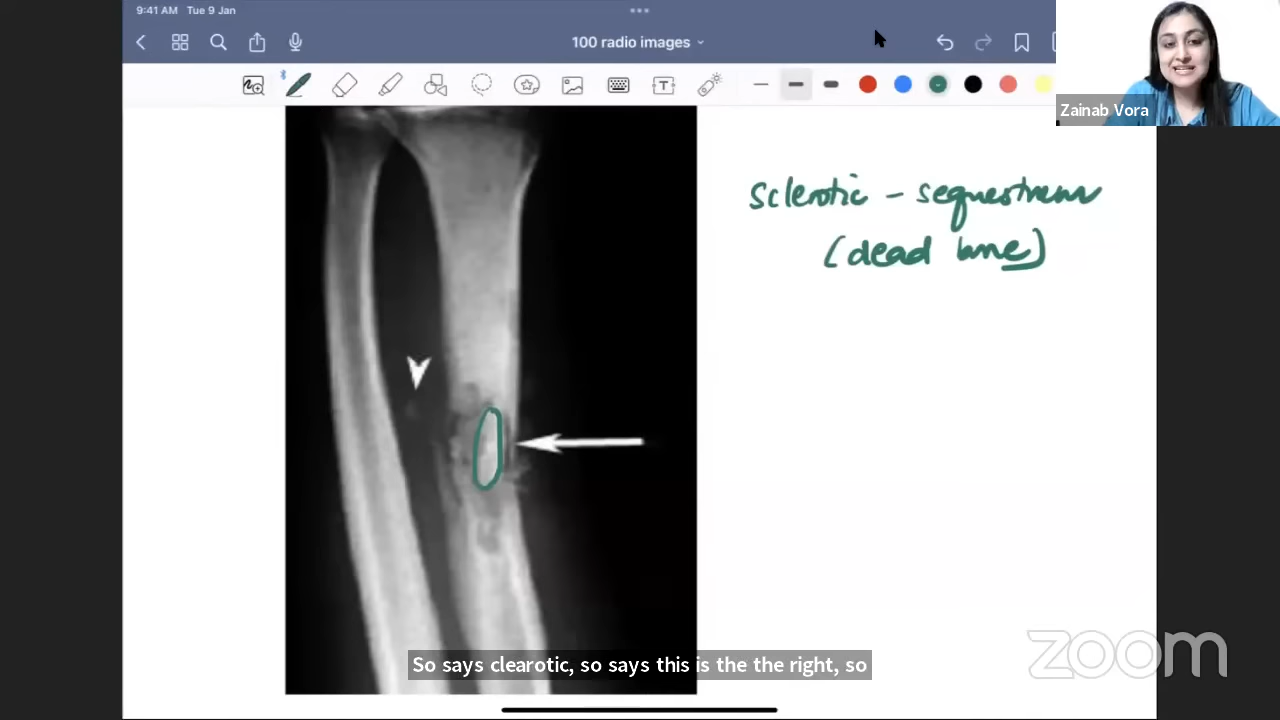 9:41 AM Tue 9 Jan
100 radio images
T
Zainab Vora
Sclerotic - sequestrum
(dead bone)
So says clearotic, so says this is the the right, so
zoom